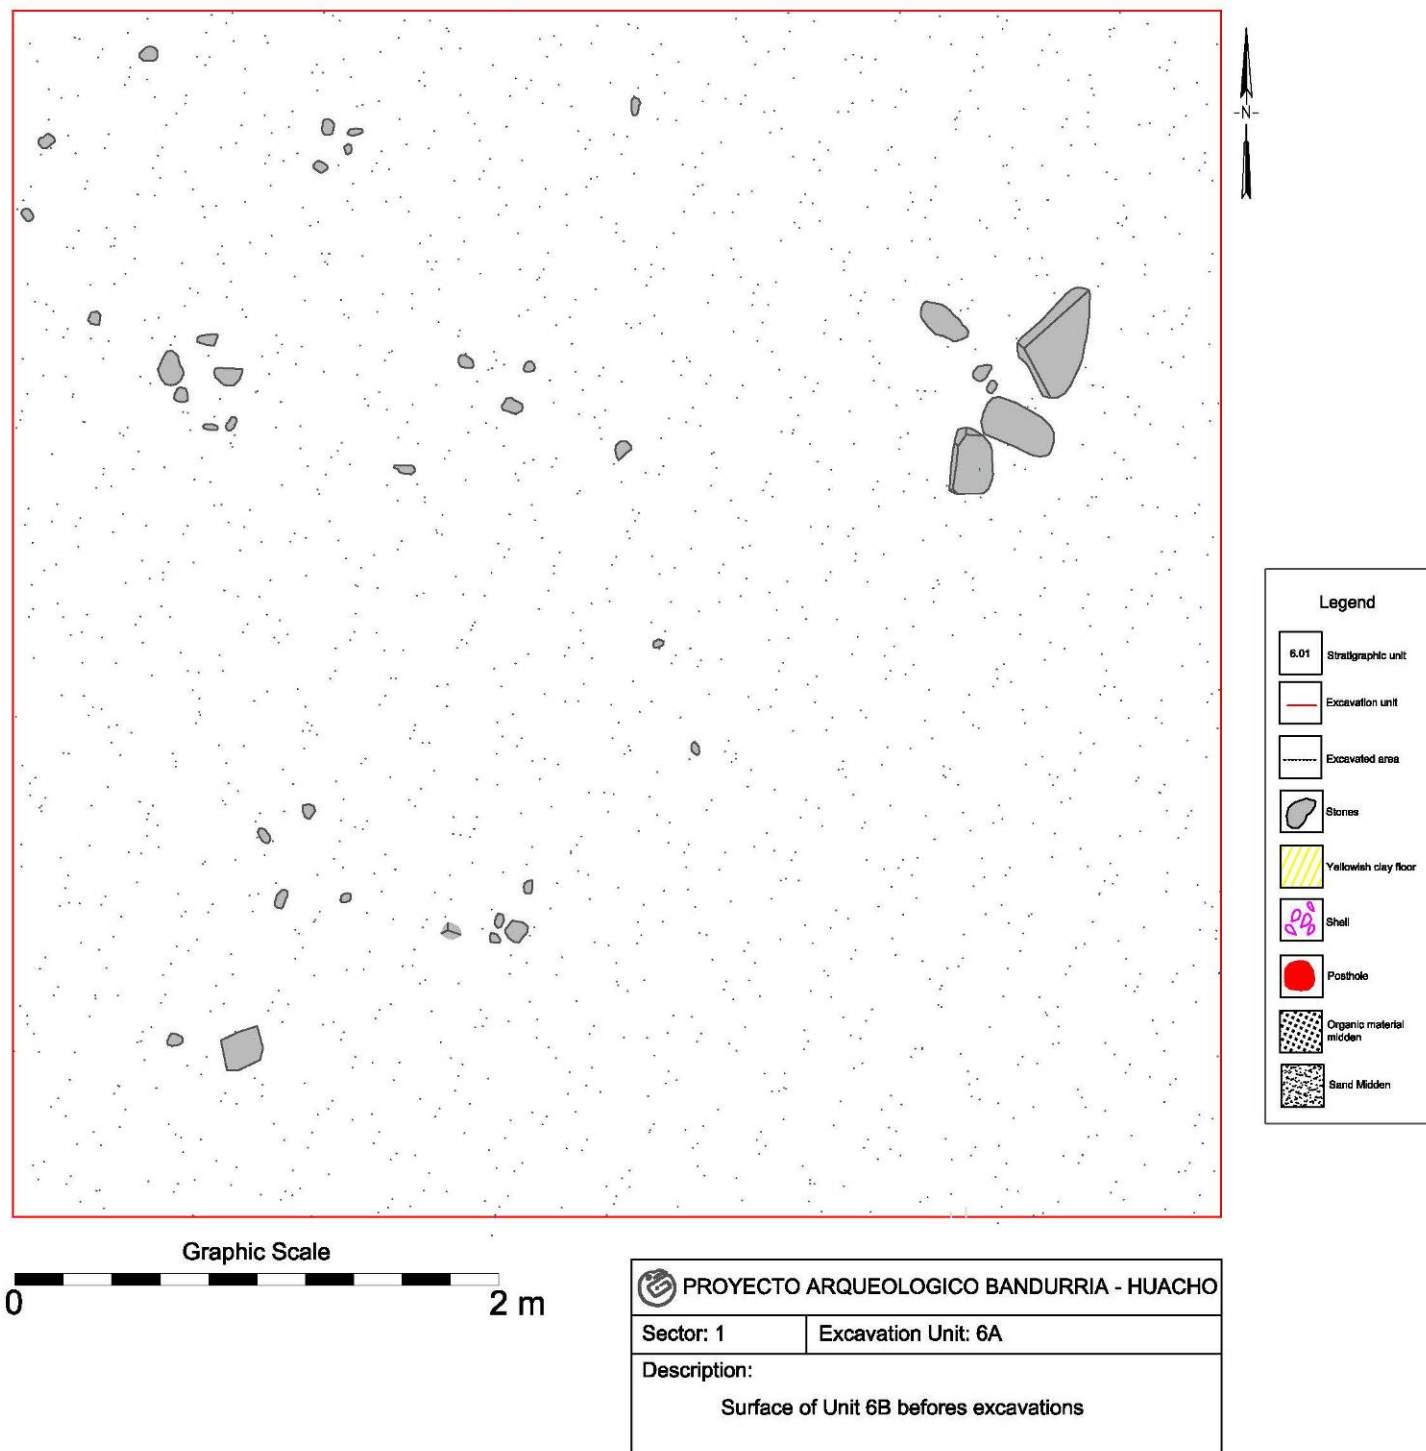 -N-
Legend
6.01 Stratigraphic unit
Excavation unit
Excavated area
Stones
Yellowish clay floor
Shell
Posthole
Organic material
midden
Sand Midden
Graphic Scale
0 2 m
PROYECTO ARQUEOLOGICO BANDURRIA - HUACHO
Sector: 1 Excavation Unit: 6A
Description:
Surface of Unit 6B befores excavations